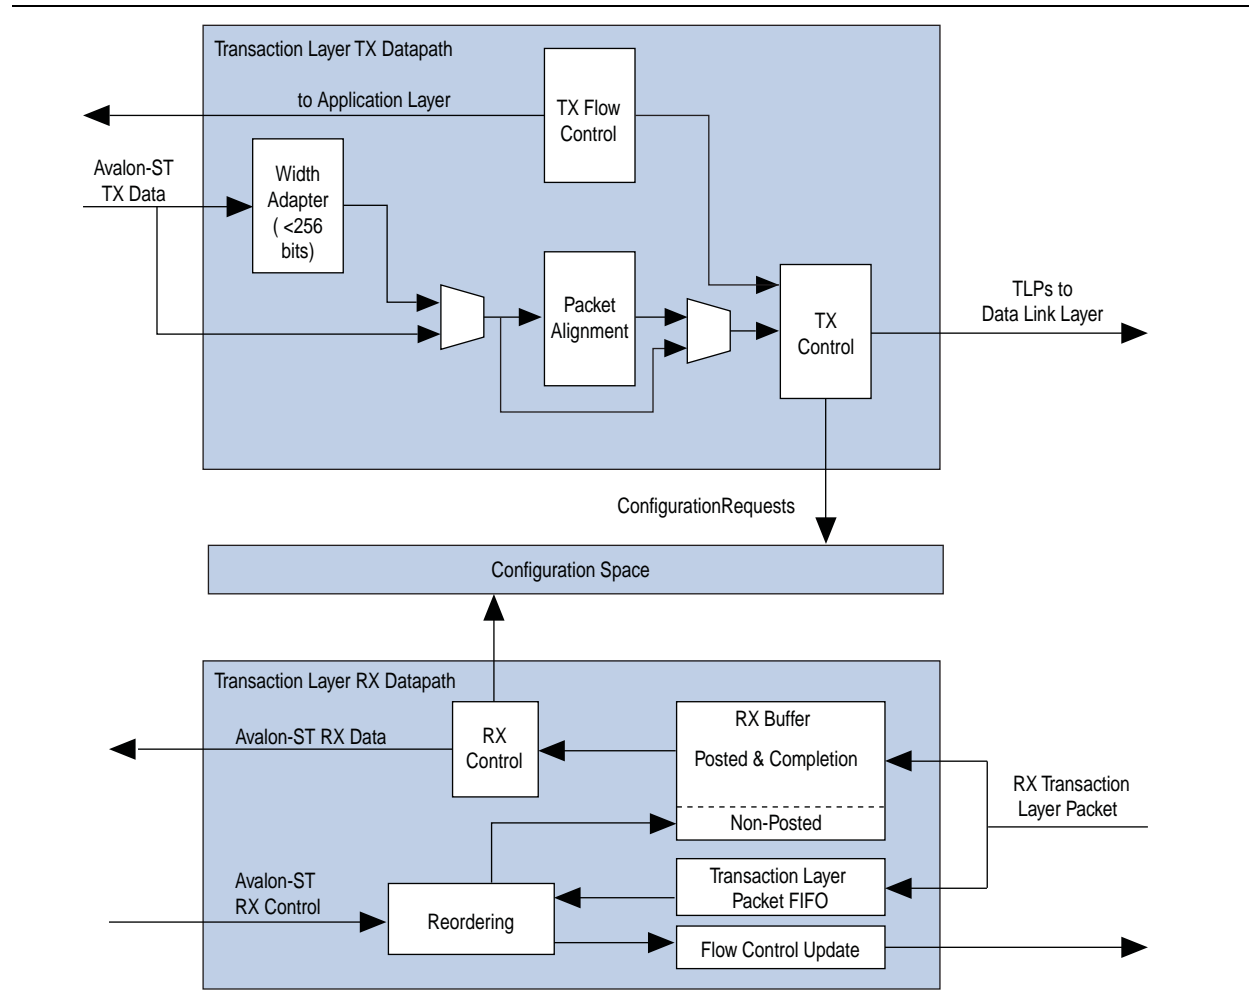 Transaction Layer TX Datapath
to Application Layer
TX Flow
Control
Avalon-ST
TX Data
Width
Adapter
( <256
bits)
Packet
Alignment
TX
Control
TLPs to
Data Link Layer
ConfigurationRequests
Configuration Space
Transaction Layer RX Datapath
Avalon-ST RX Data
RX
Control
RX Buffer
Posted & Completion
Non-Posted
RX Transaction
Layer Packet
Transaction Layer
Packet FIFO
Avalon-ST
RX Control
Reordering
Flow Control Update